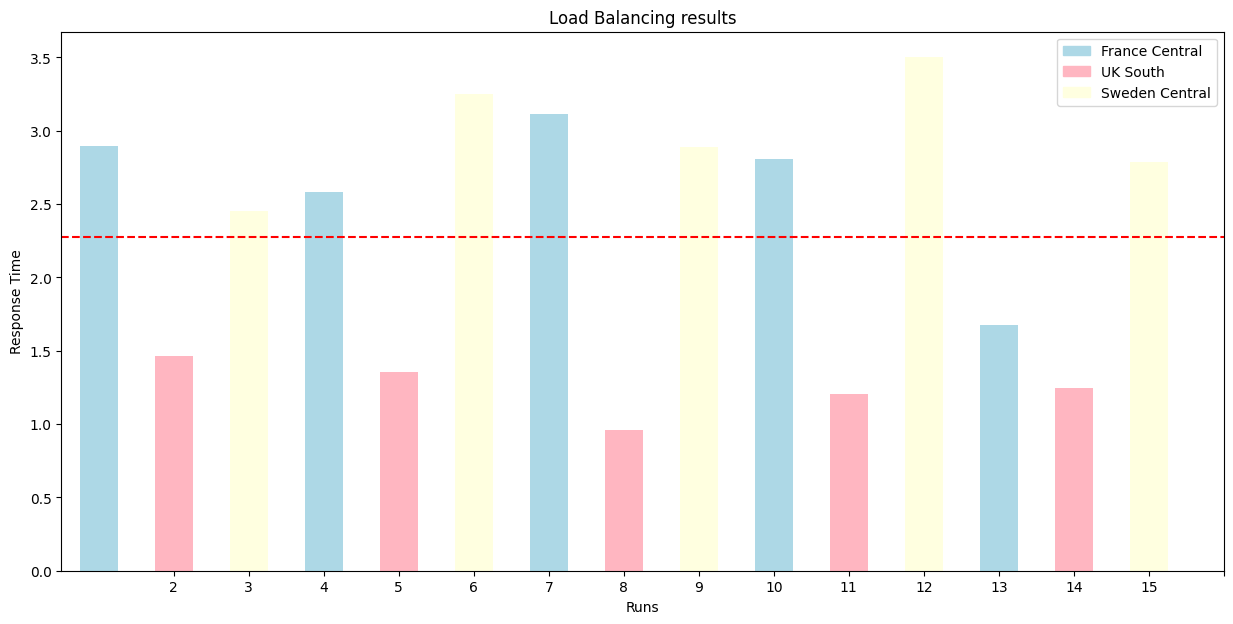 Load Balancing results
France Central
UK South
Sweden Central
3.5
3.0
2.5
2.0
1.5
1.0
0.5
0.0
Response Time
2 3 4 5 6 7 8 9 10 11 12 13 14 15
Runs